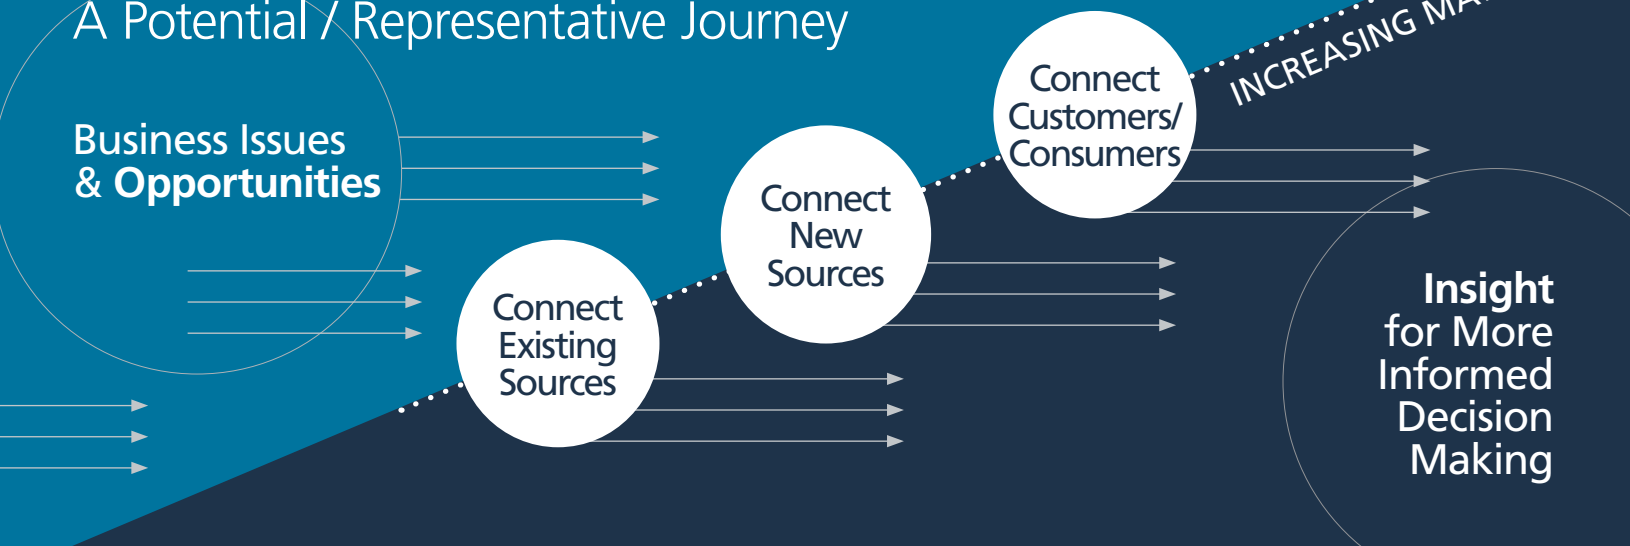 A Potential / Representative Journey
Business Issues
& Opportunities
Connect
Existing
Sources
Connect
New
Sources
Connect
Customers/
Consumers
INCREASING
Insight
for More
Informed
Decision
Making